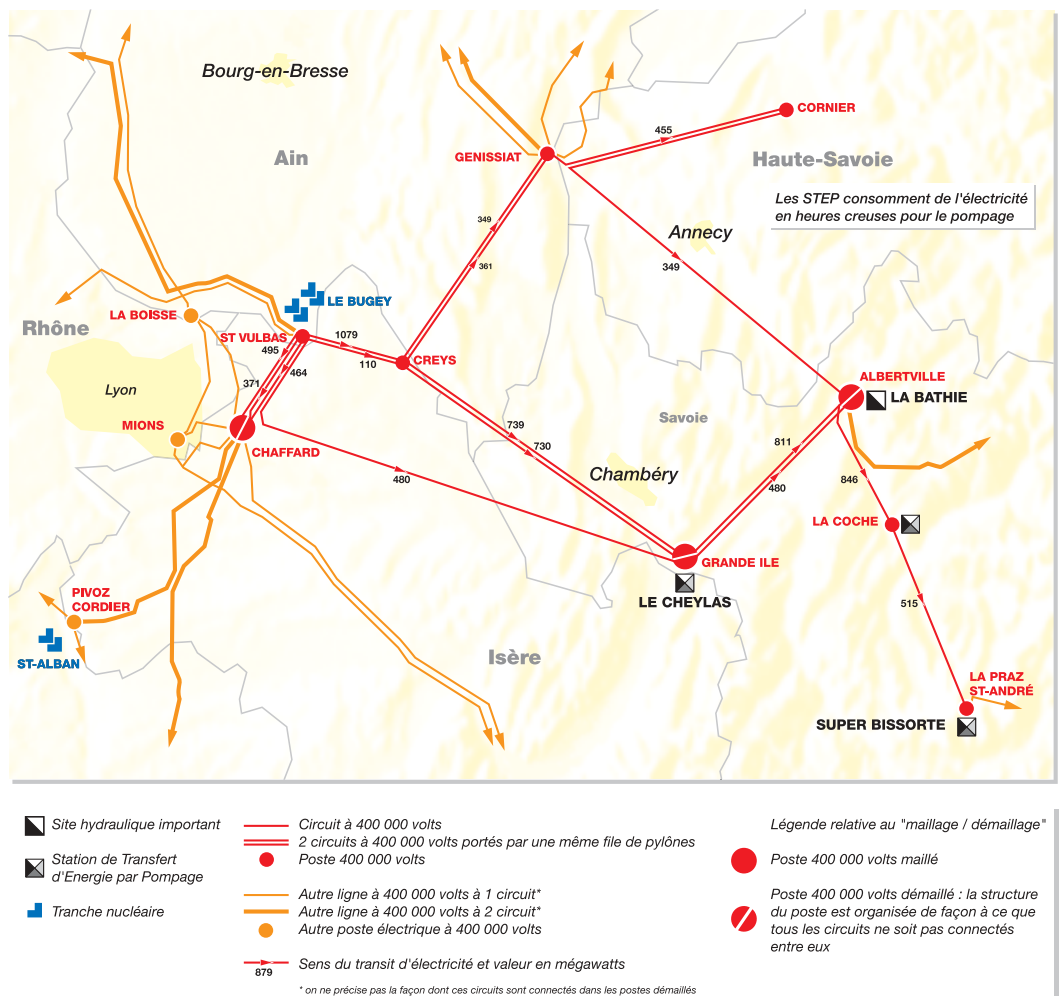 Bourg-en-Bresse
CORNIER
455
Ain
GENISSIAT
Haute-Savoie
Les STEP consomment de l'électricité
en heures creuses pour le pompage
349
Annecy
361
349
LE BUGEY
LA BOISSE
Rhône
ST VULBAS
1079
495
CREYS
110
464
371
ALBERTVILLE
Lyon
LA BATHIE
Savoie
MIONS
739
CHAFFARD
730
811
Chambéry
480
846
480
LA COCHE
GRANDE ILE
PIVOZ
CORDIER
LE CHEYLAS
515
ST-ALBAN
Isère
LA PRAZ
ST-ANDRÉ
SUPER BISSORTE
Site hydraulique important
Station de Transfert
d'Energie par Pompage
Tranche nucléaire
Circuit à 400 000 volts
2 circuits à 400 000 volts portés par une même file de pylônes
Poste 400 000 volts
Autre ligne à 400 000 volts à 1 circuit*
Autre ligne à 400 000 volts à 2 circuit*
Autre poste électrique à 400 000 volts
Sens du transit d'électricité et valeur en mégawatts
879
* on ne précise pas la façon dont ces circuits sont connectés dans les postes démaillés
Légende relative au "maillage / démaillage"
Poste 400 000 volts maillé
Poste 400 000 volts démaillé : la structure
du poste est organisée de façon à ce que
tous les circuits ne soit pas connectés
entre eux